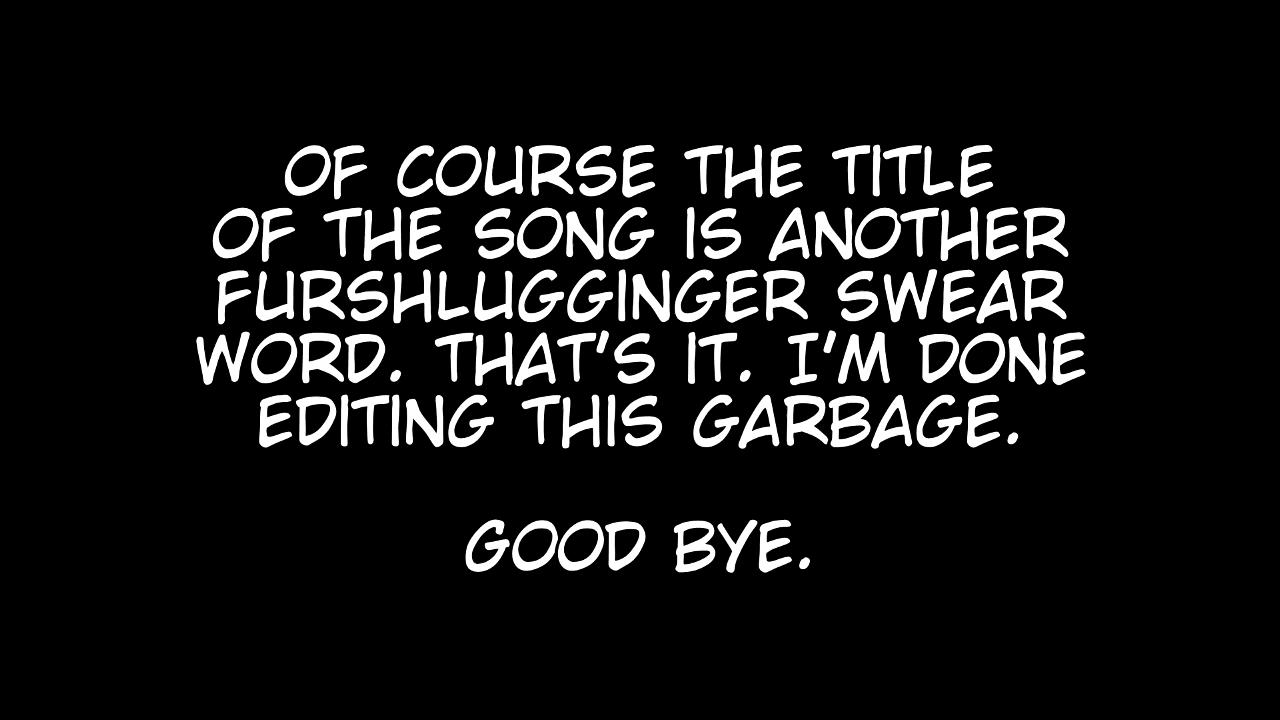 OF COURSE THE TITLE
OF THE SONG IS ANOTHER
FURSHLUGGINGER SWEAR
WORD. THAT'S IT. I'M DONE
EDITING THIS GARBAGE.
GOOD BYE.